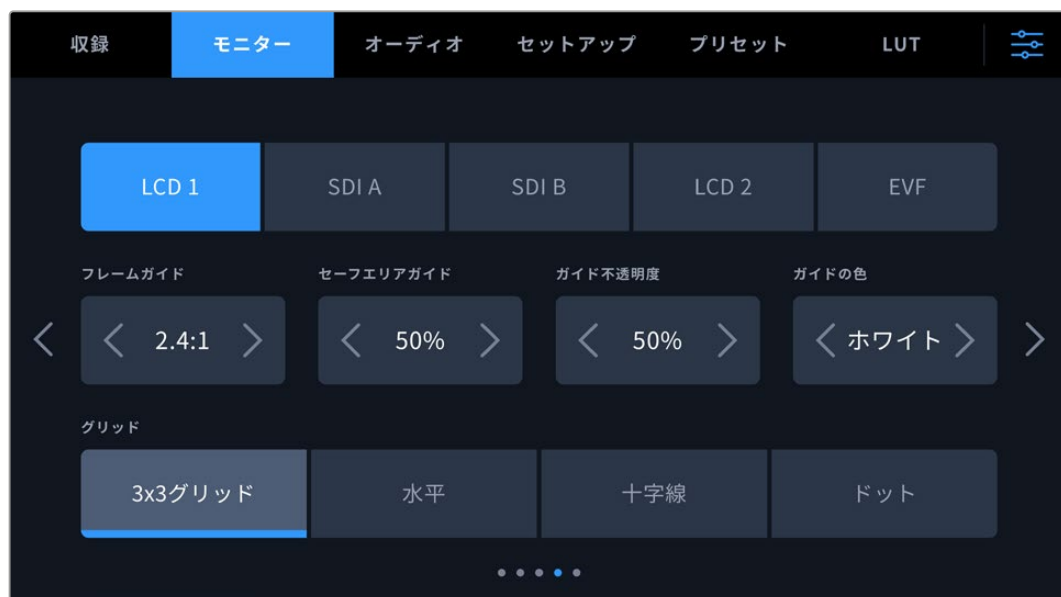 収録 モニター オーディオ セットアップ プリセット LUT
LCD 1 SDI A SDI B LCD 2 EVF
フレームガイド セーフエリアガイド ガイド不透明度 ガイドの色
2.4:1 50% 50% ホワイト
グリッド
3x3グリッド 水平 十字線 ドット